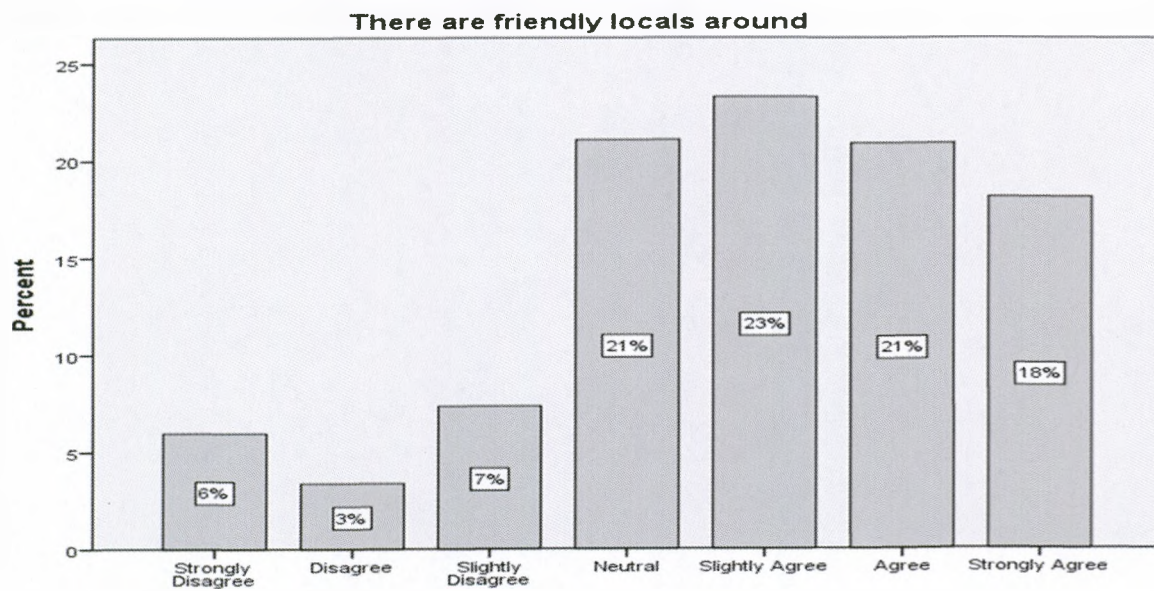 There are friendly locals around
Percent
25
20
15
10
5
0
6%
3%
7%
21%
23%
21%
18%
Strongly
Disagree
Disagree
Slightly
Disagree
Neutral
Slightly Agree
Agree
Strongly Agree